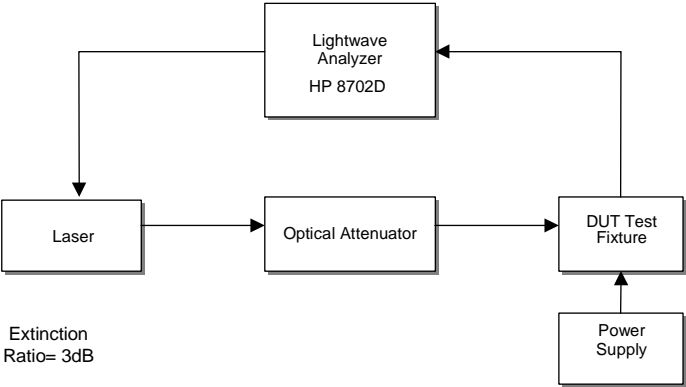 Lightwave
Analyzer
HP 8702D
Laser
Optical Attenuator
DUT Test
Fixture
Extinction
Ratio= 3dB
Power
Supply